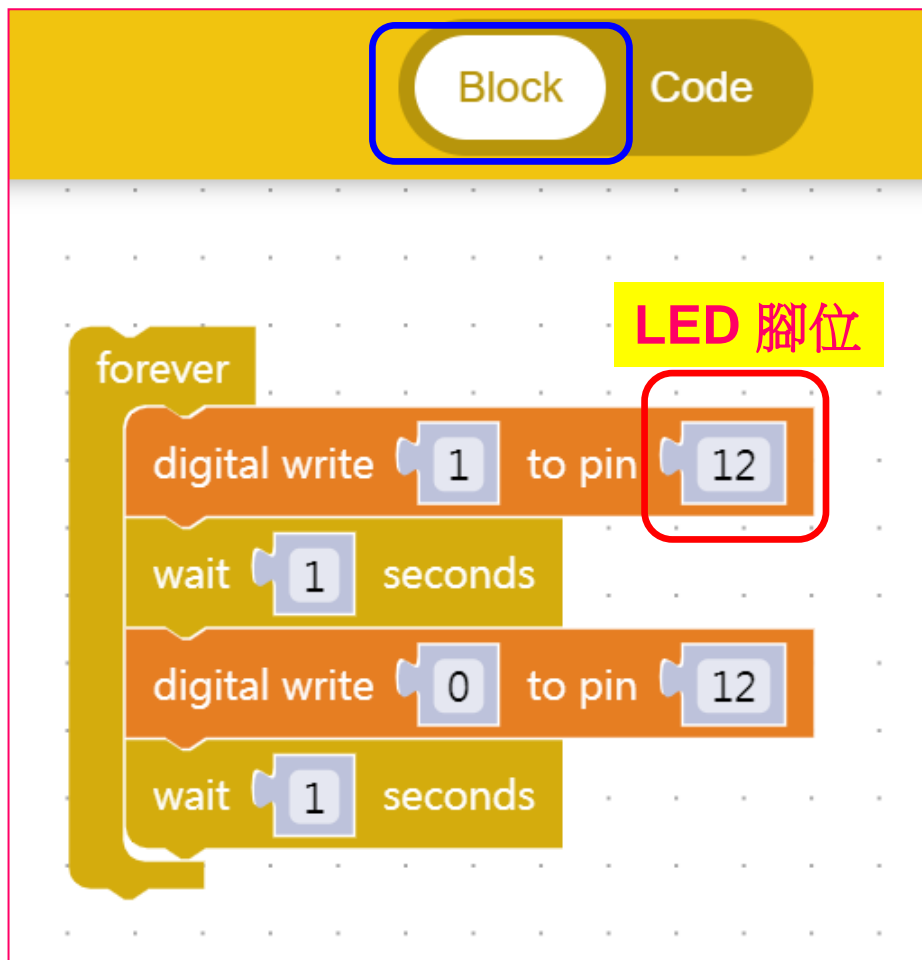 Block Code
LED 腳位
forever
digital write 1 to pin 12
wait 1 seconds
digital write 0 to pin 12
wait 1 seconds